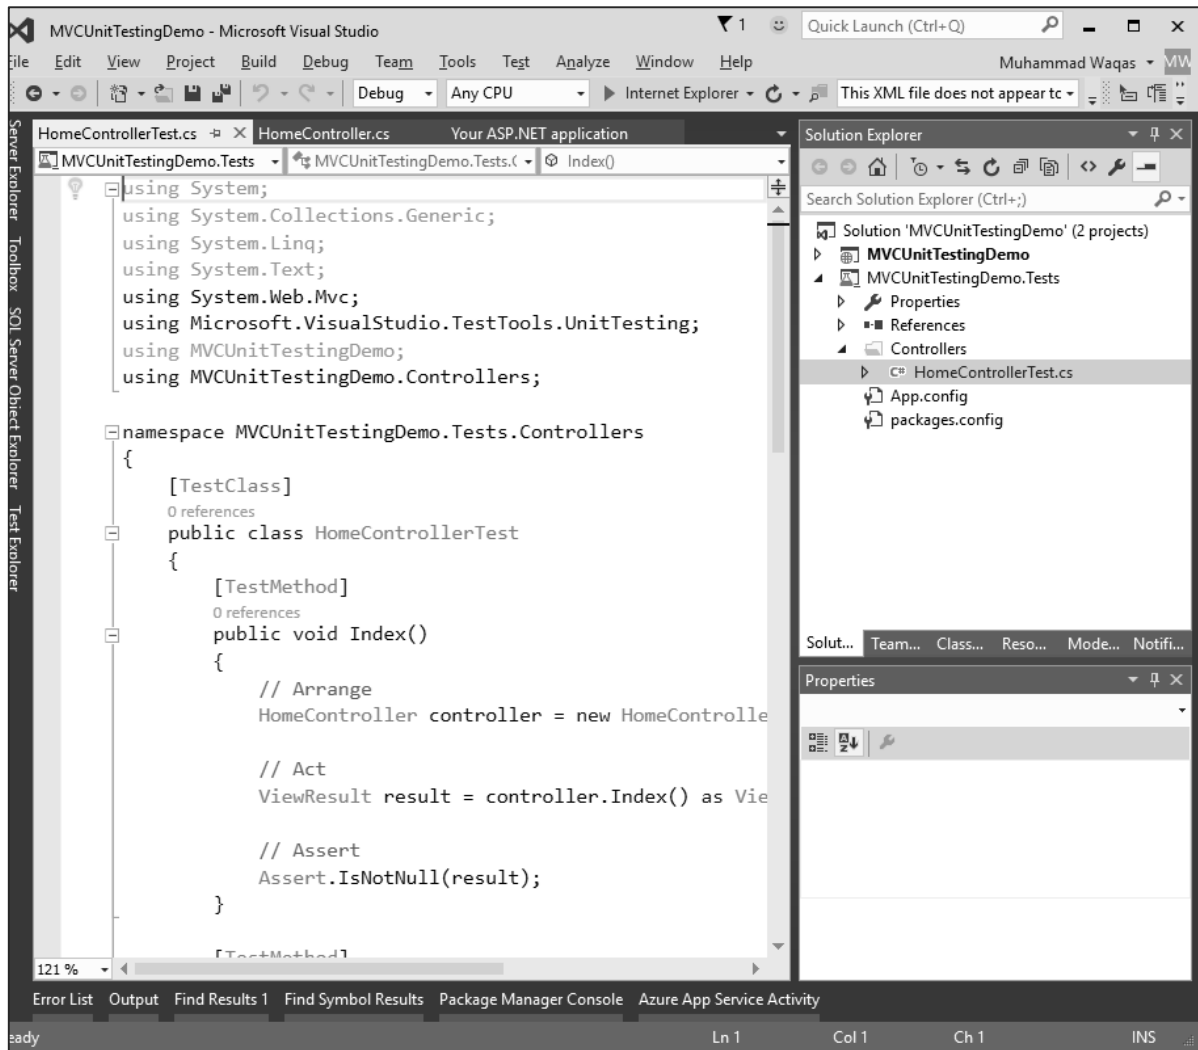 MVCUnitTestingDemo - Microsoft Visual Studio
1
Quick Launch (Ctrl+Q)
File Edit View Project Build Debug Team Tools Test Analyze Window Help
Muhammad Waqas MW
Debug Any CPU Internet Explorer This XML file does not appear tc
Server Explorer
Toolbox
SQL Server Object Explorer
Test Explorer
HomeControllerTest.cs HomeController.cs Your ASP.NET application
MVCUnitTestingDemo.Tests MVCUnitTestingDemo.Tests.( Index()
using System;
using System.Collections.Generic;
using System.Linq;
using System.Text;
using System.Web.Mvc;
using Microsoft.VisualStudio.TestTools.UnitTesting;
using MVCUnitTestingDemo;
using MVCUnitTestingDemo.Controllers;
namespace MVCUnitTestingDemo.Tests.Controllers
{
[TestClass]
0 references
public class HomeControllerTest
{
[TestMethod]
0 references
public void Index()
{
// Arrange
HomeController controller = new HomeControlle
// Act
ViewResult result = controller.Index() as Vie
// Assert
Assert.IsNotNull(result);
}
[TestMethod]
121 %
Solution Explorer
Search Solution Explorer (Ctrl+;)
Solution 'MVCUnitTestingDemo' (2 projects)
MVCUnitTestingDemo
MVCUnitTestingDemo.Tests
Properties
References
Controllers
C# HomeControllerTest.cs
App.config
packages.config
Solut... Team... Class... Reso... Mode... Notifi...
Properties
Error List Output Find Results 1 Find Symbol Results Package Manager Console Azure App Service Activity
eady Ln 1 Col 1 Ch 1 INS